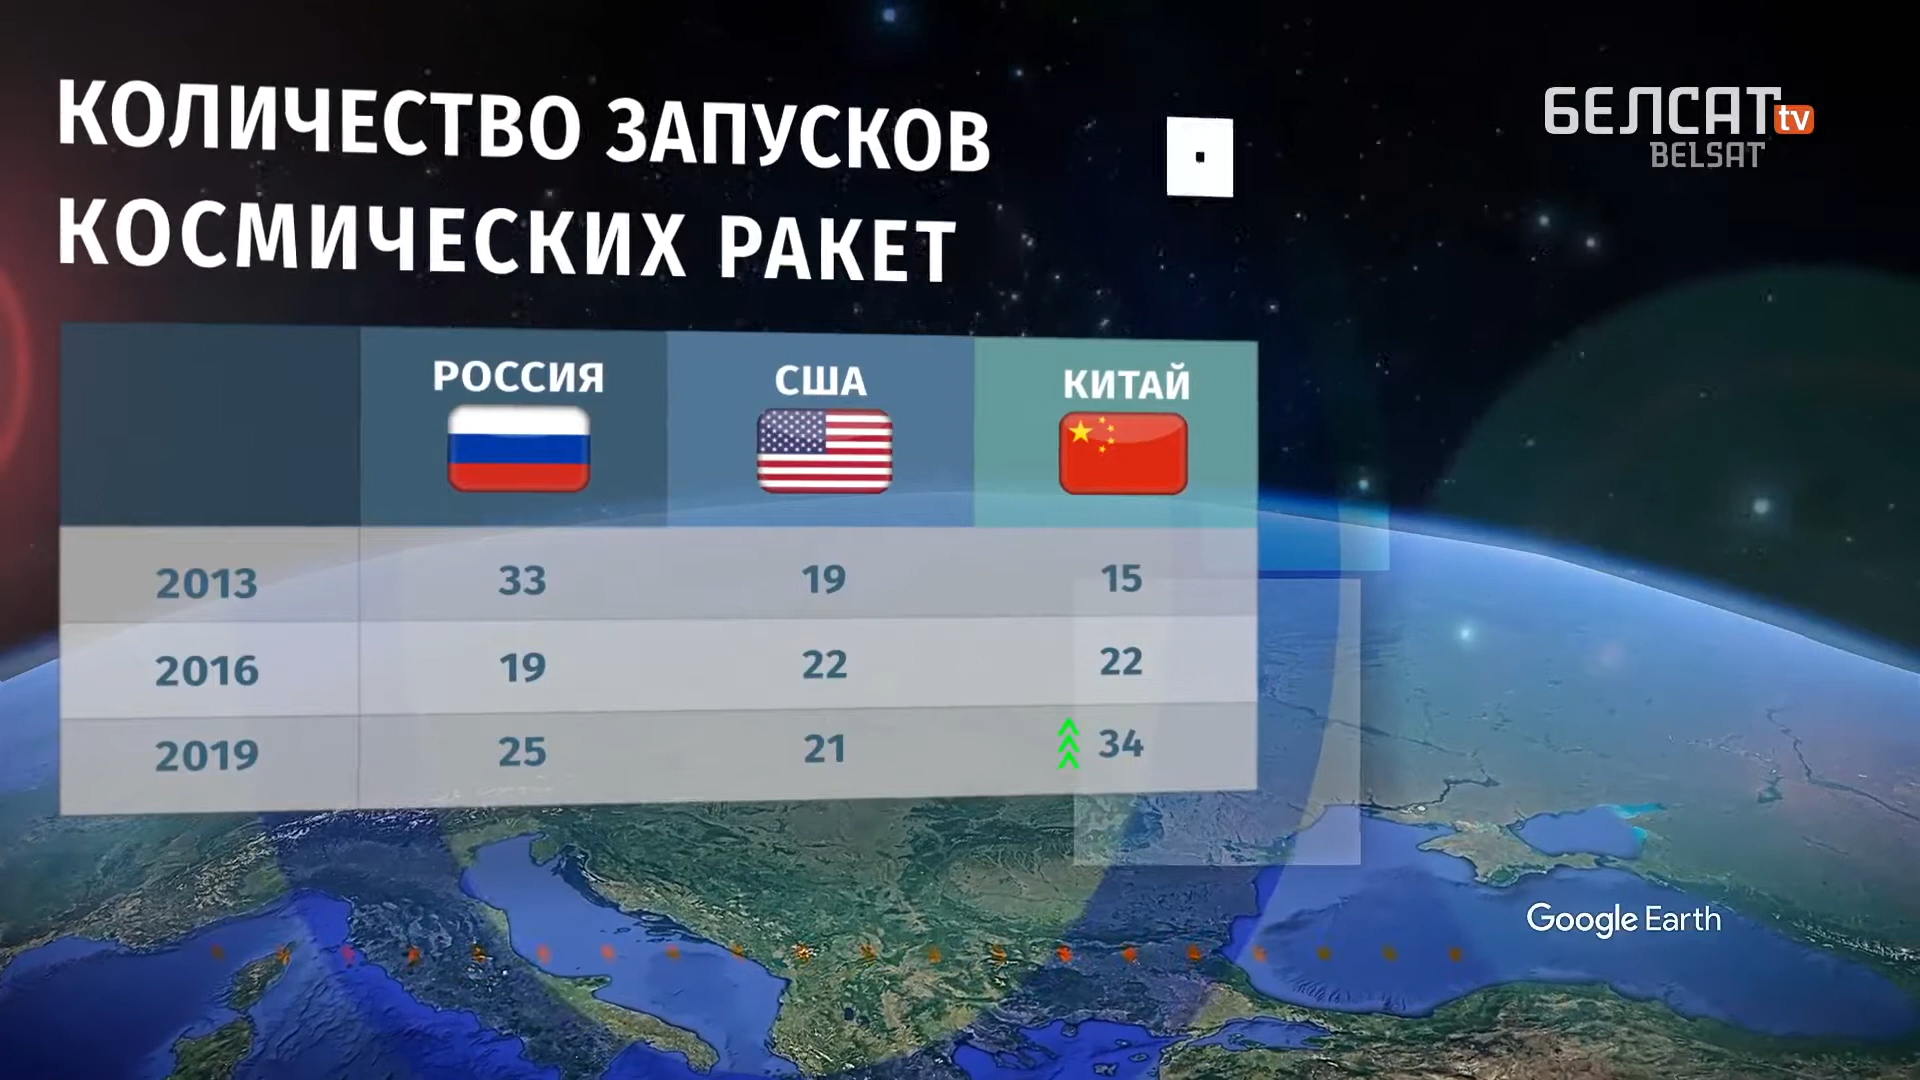 КОЛИЧЕСТВО ЗАПУСКОВ
КОСМИЧЕСКИХ РАКЕТ
БЕЛСАТ tv
BELSAT
РОССИЯ США КИТАЙ
2013 33 19 15
2016 19 22 22
2019 25 21 34
Google Earth